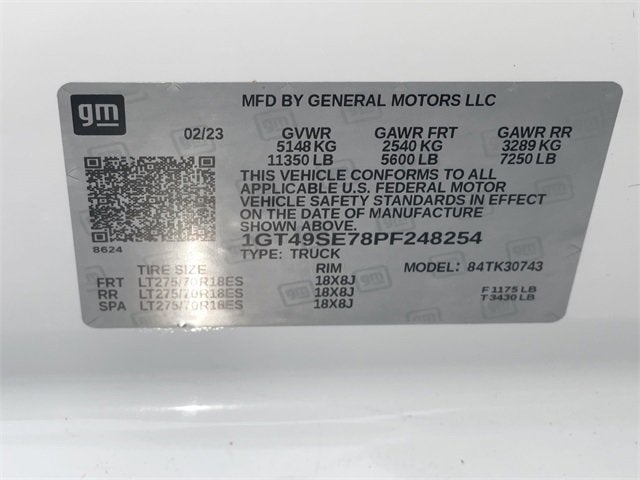 gm
MFD BY GENERAL MOTORS LLC
02/23 GVWR GAWR FRT GAWR RR
5148 KG 2540 KG 3289 KG
11350 LB 5600 LB 7250 LB
THIS VEHICLE CONFORMS TO ALL
APPLICABLE U.S. FEDERAL MOTOR
VEHICLE SAFETY STANDARDS IN EFFECT
ON THE DATE OF MANUFACTURE
SHOWN ABOVE.
8624
1GT49SE78PF248254
TYPE: TRUCK
TIRE SIZE RIM MODEL: 84TK30743
FRT LT275/70R18ES 18X8J
RR LT275/70R18ES 18X8J F 1175 LB
SPA LT275/70R18ES 18X8J T 3430 LB